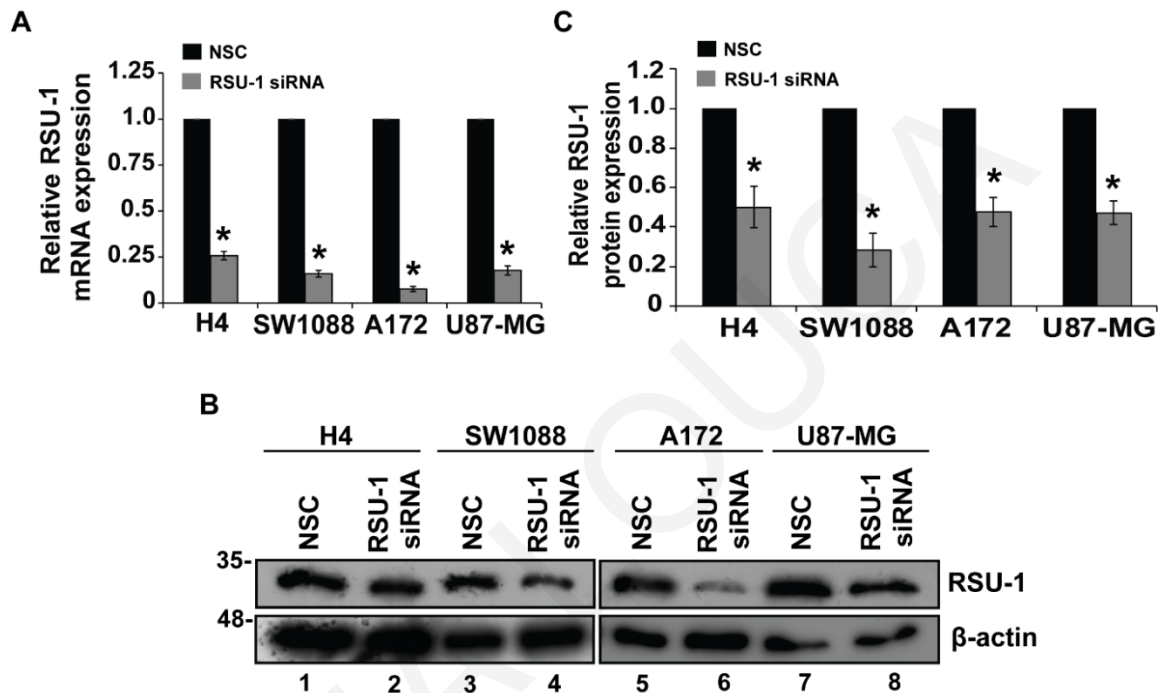 A
NSC
RSU-1 siRNA
Relative RSU-1
mRNA expression
1.25
1
0.75
0.5
0.25
0
*
*
*
*
H4 SW1088 A172 U87-MG
C
NSC
RSU-1 siRNA
Relative RSU-1
protein expression
1.2
1.0
0.8
0.6
0.4
0.2
0
*
*
*
*
H4 SW1088 A172 U87-MG
B
H4 SW1088 A172 U87-MG
NSC
RSU-1
siRNA
NSC
RSU-1
siRNA
NSC
RSU-1
siRNA
NSC
RSU-1
siRNA
35-
RSU-1
48-
β-actin
1 2 3 4 5 6 7 8